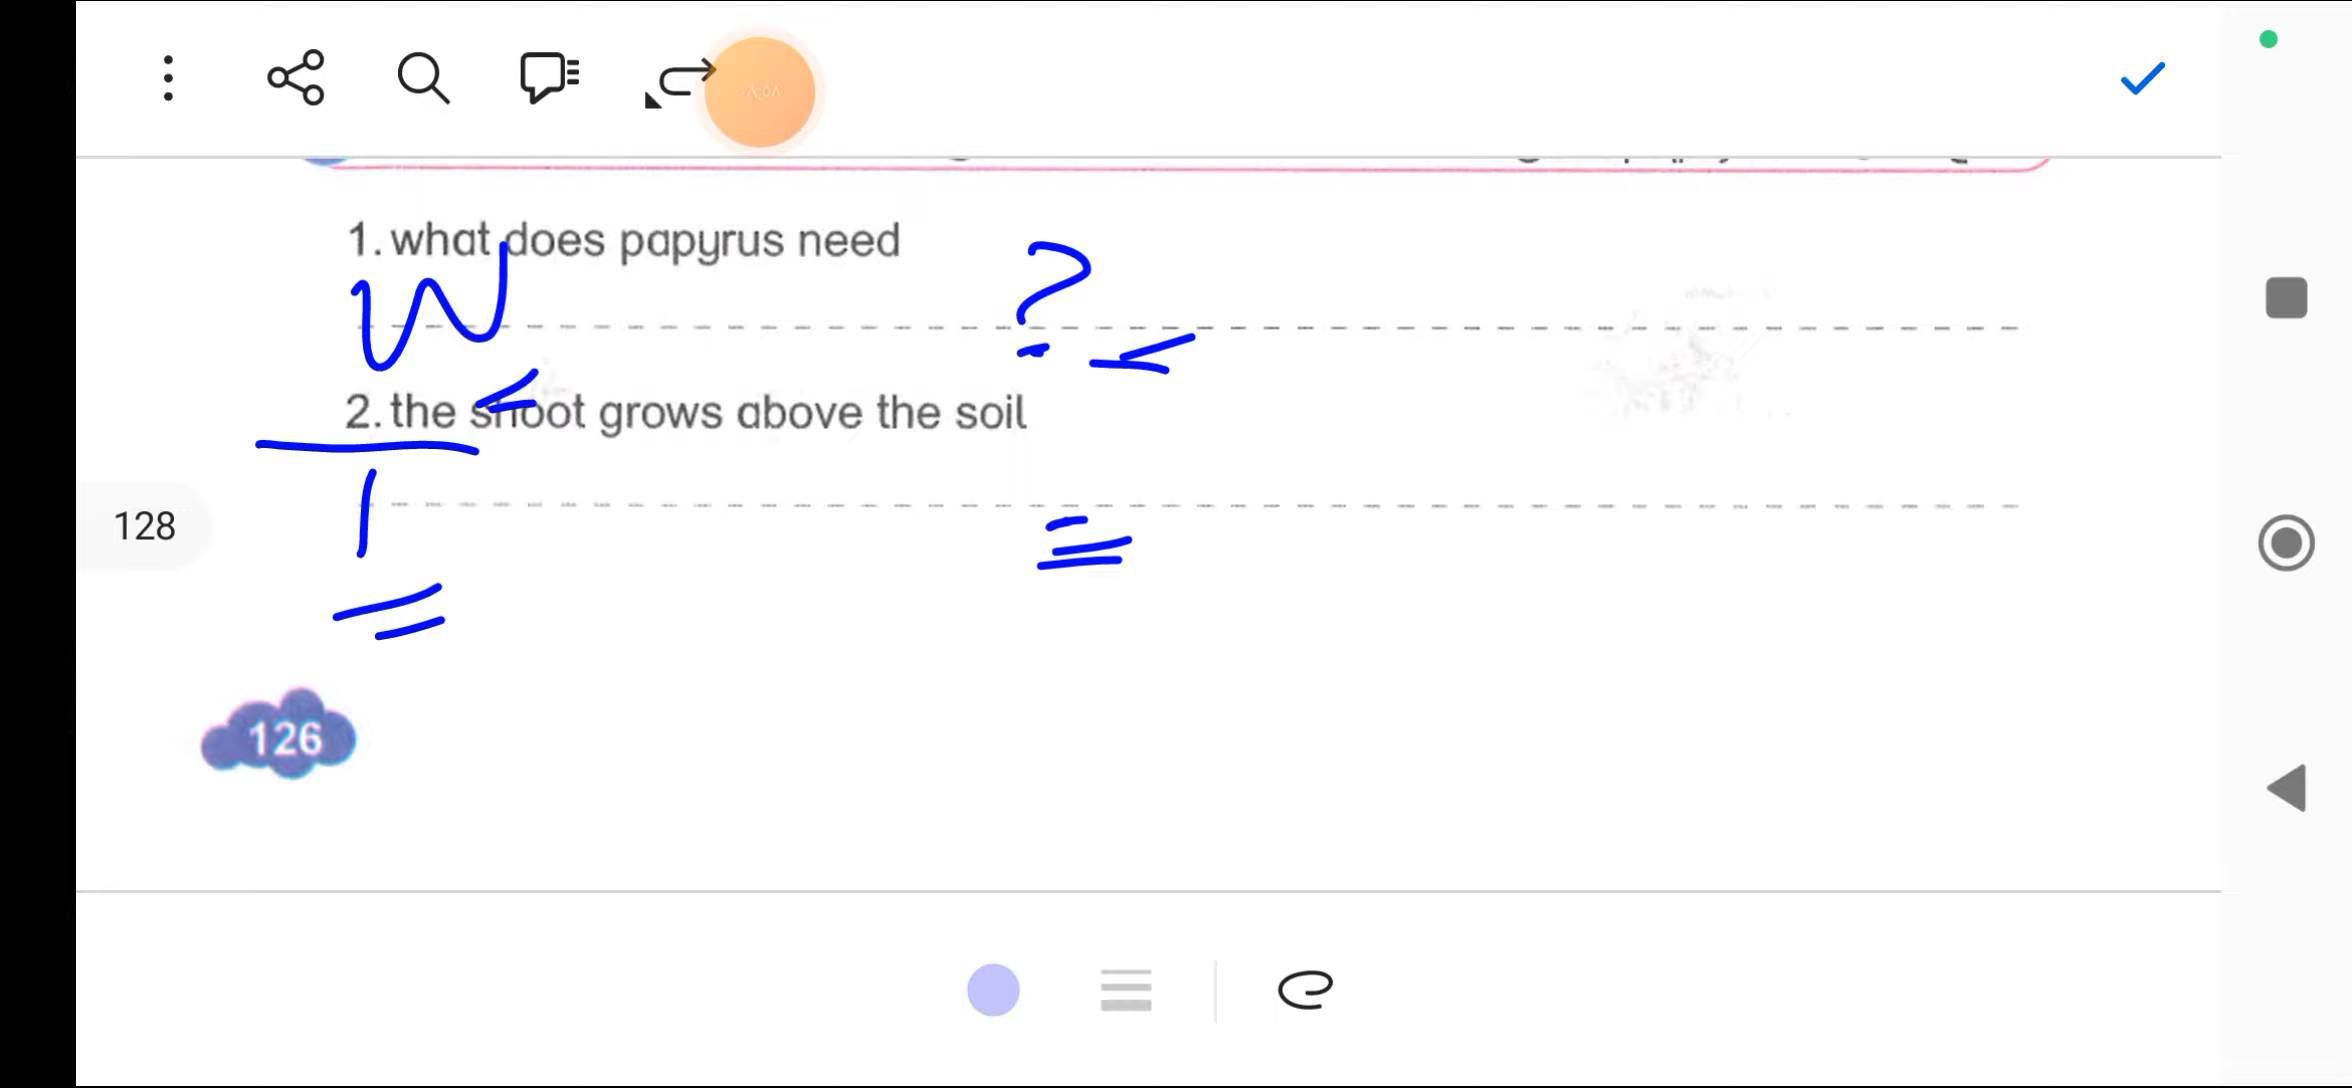 1. what does papyrus need
W ?
2. the shoot grows above the soil
128
126